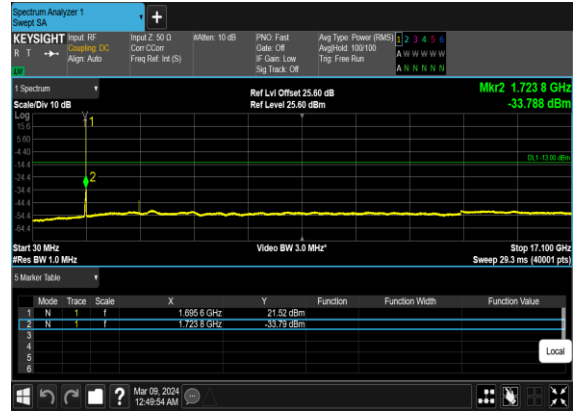 Spectrum Analyzer 1
Swept SA
+
KEYSIGHT
R T
LXI
Input: RF
Coupling: DC
Align: Auto
Input Z: 50 Ω
Corr CCorr
Freq Ref: Int (S)
#Atten: 10 dB
PNO: Fast
Gate: Off
IF Gain: Low
Sig Track: Off
Avg Type: Power (RMS)
Avg|Hold: 100/100
Trig: Free Run
1 2 3 4 5 6
A W W W W W
A N N N N N
1 Spectrum
Scale/Div 10 dB
Log
Ref Lvl Offset 25.60 dB
Ref Level 25.60 dBm
Mkr2 1.723 8 GHz
-33.788 dBm
1
2
15.6
5.60
-4.40
-14.4
-24.4
-34.4
-44.4
-54.4
-64.4
DL1 -13.00 dBm
Start 30 MHz
#Res BW 1.0 MHz
Video BW 3.0 MHz*
Stop 17.100 GHz
Sweep 29.3 ms (40001 pts)
5 Marker Table
Mode Trace Scale X Y Function Function Width Function Value
1 N 1 f 1.695 6 GHz 21.52 dBm
2 N 1 f 1.723 8 GHz -33.79 dBm
3
4
5
6
Local
?
Mar 09, 2024
12:49:54 AM